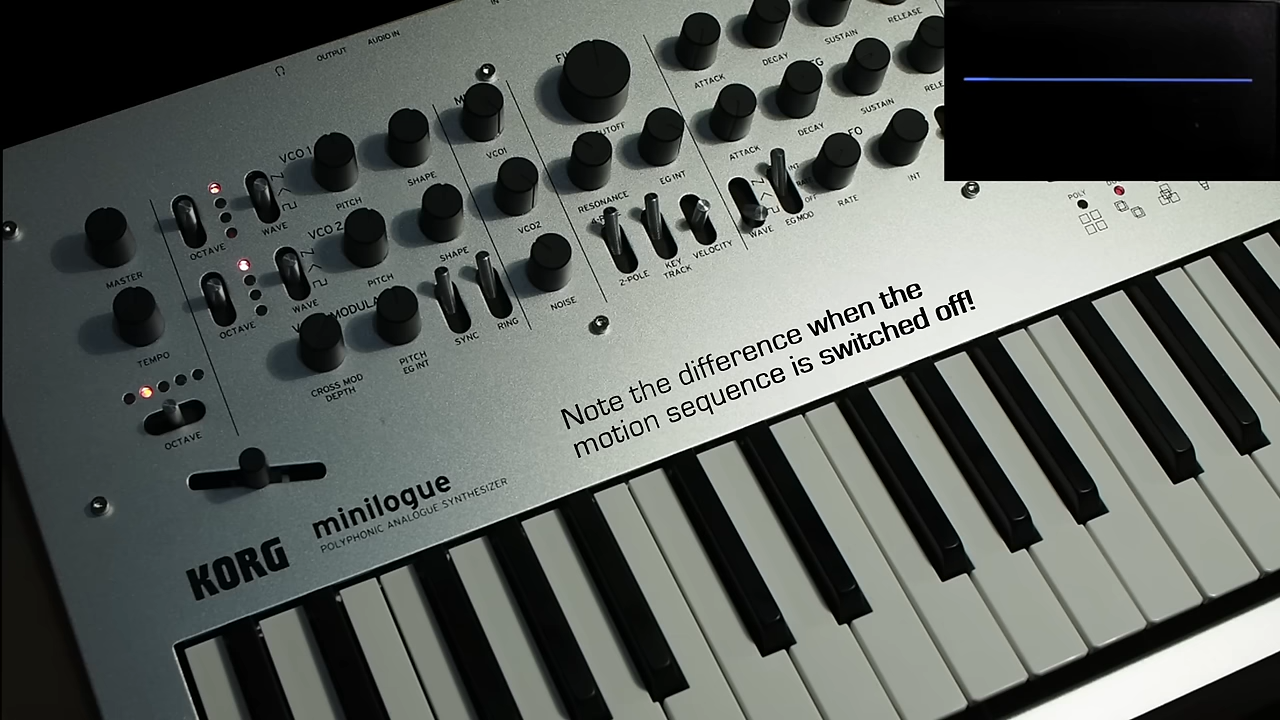 IN
OUTPUT
AUDIO IN
RELEASE
SUSTAIN
DECAY
ATTACK
SUSTAIN
DECAY
ATTACK
CUTOFF
VCO 1
SHAPE
PITCH
WAVE
OCTAVE
MASTER
VCO1
EG INT
RESONANCE
INT
RATE
EG MOD
WAVE
OFF
INT
POLY
VCO 2
SHAPE
PITCH
WAVE
OCTAVE
VCO2
VELOCITY
KEY
TRACK
2-POLE
NOISE
RING
SYNC
PITCH
EG INT
CROSS MOD
DEPTH
TEMPO
OCTAVE
Note the difference when the
motion sequence is switched off!
minilogue
POLYPHONIC ANALOGUE SYNTHESIZER
KORG